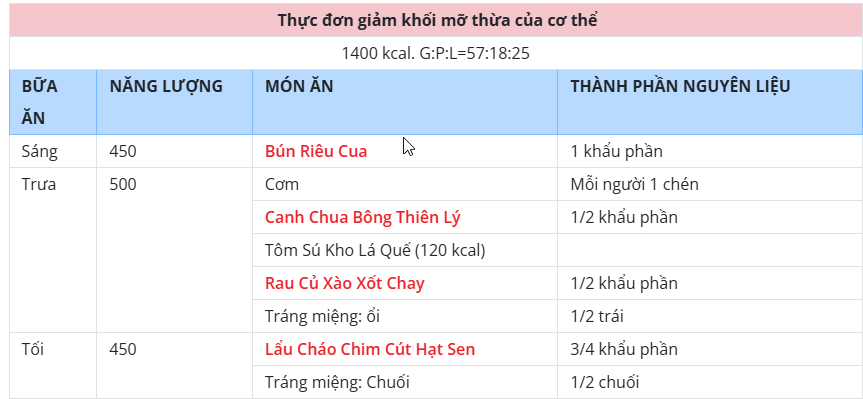 Thực đơn giảm khối mỡ thừa của cơ thể
1400 kcal. G:P:L=57:18:25
BỮA ĂN NĂNG LƯỢNG MÓN ĂN THÀNH PHẦN NGUYÊN LIỆU
Sáng 450 Bún Riêu Cua 1 khẩu phần
Trưa 500 Cơm Mỗi người 1 chén
Canh Chua Bông Thiên Lý 1/2 khẩu phần
Tôm Sú Kho Lá Quế (120 kcal)
Rau Củ Xào Xốt Chay 1/2 khẩu phần
Tráng miệng: ổi 1/2 trái
Tối 450 Lẩu Cháo Chim Cút Hạt Sen 3/4 khẩu phần
Tráng miệng: Chuối 1/2 chuối